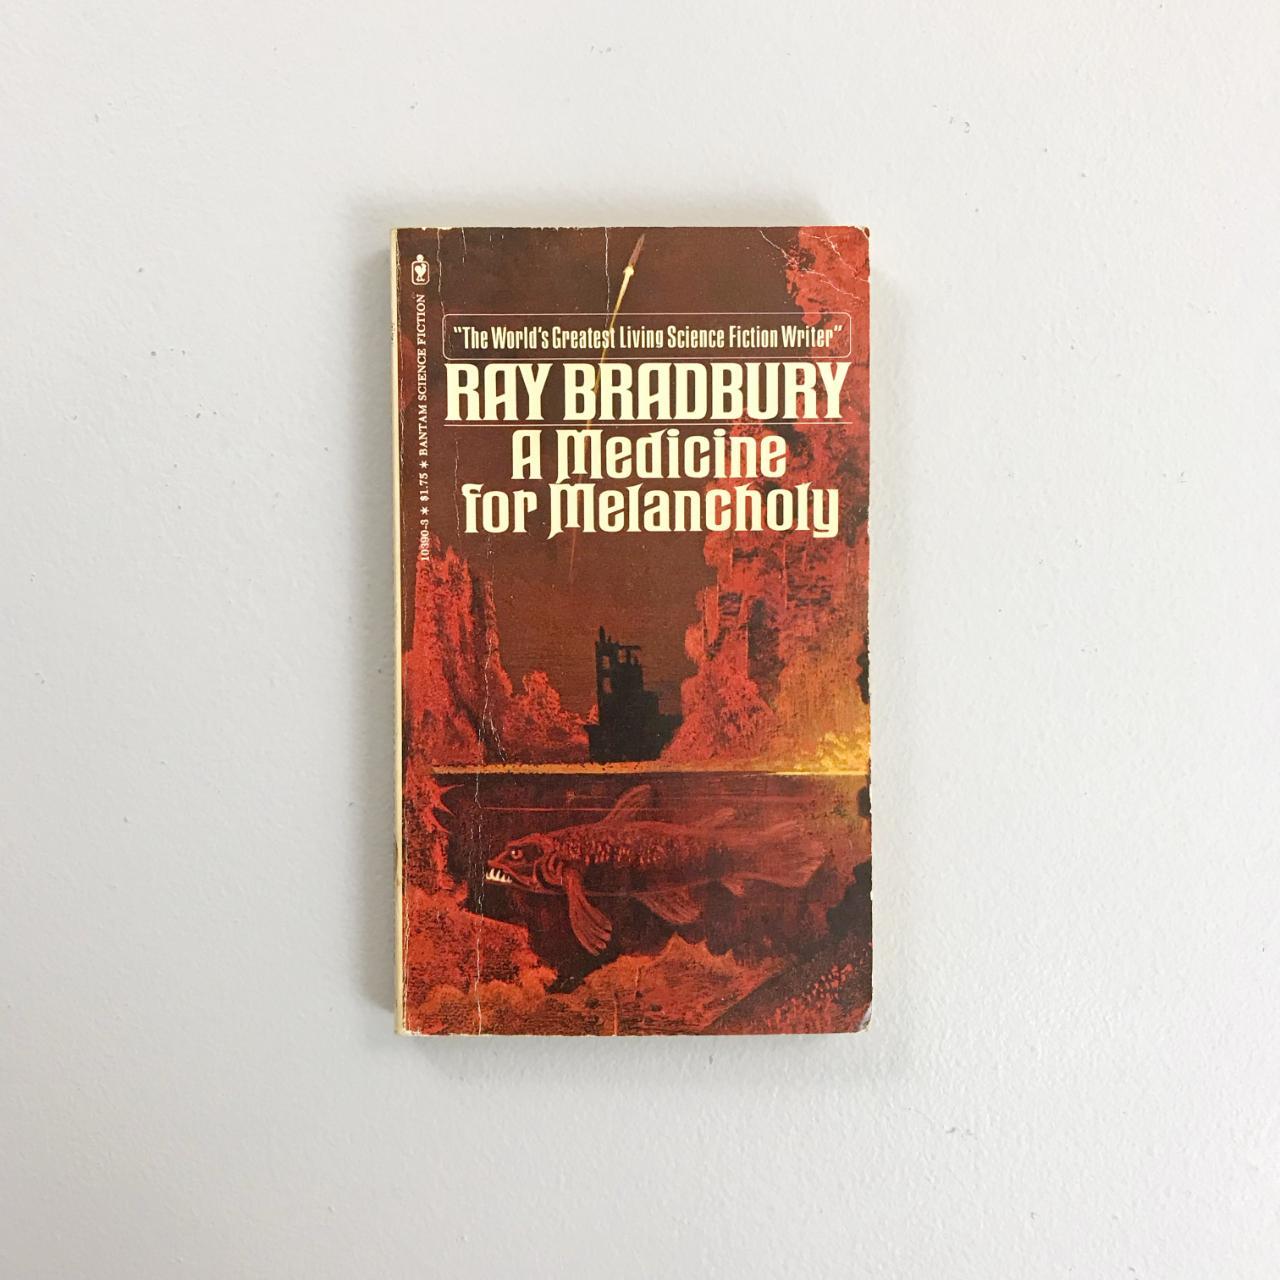 "The World's Greatest Living Science Fiction Writer"
RAY BRADBURY
A Medicine
for Melancholy
10390-3 * $1.75 * BANTAM SCIENCE FICTION